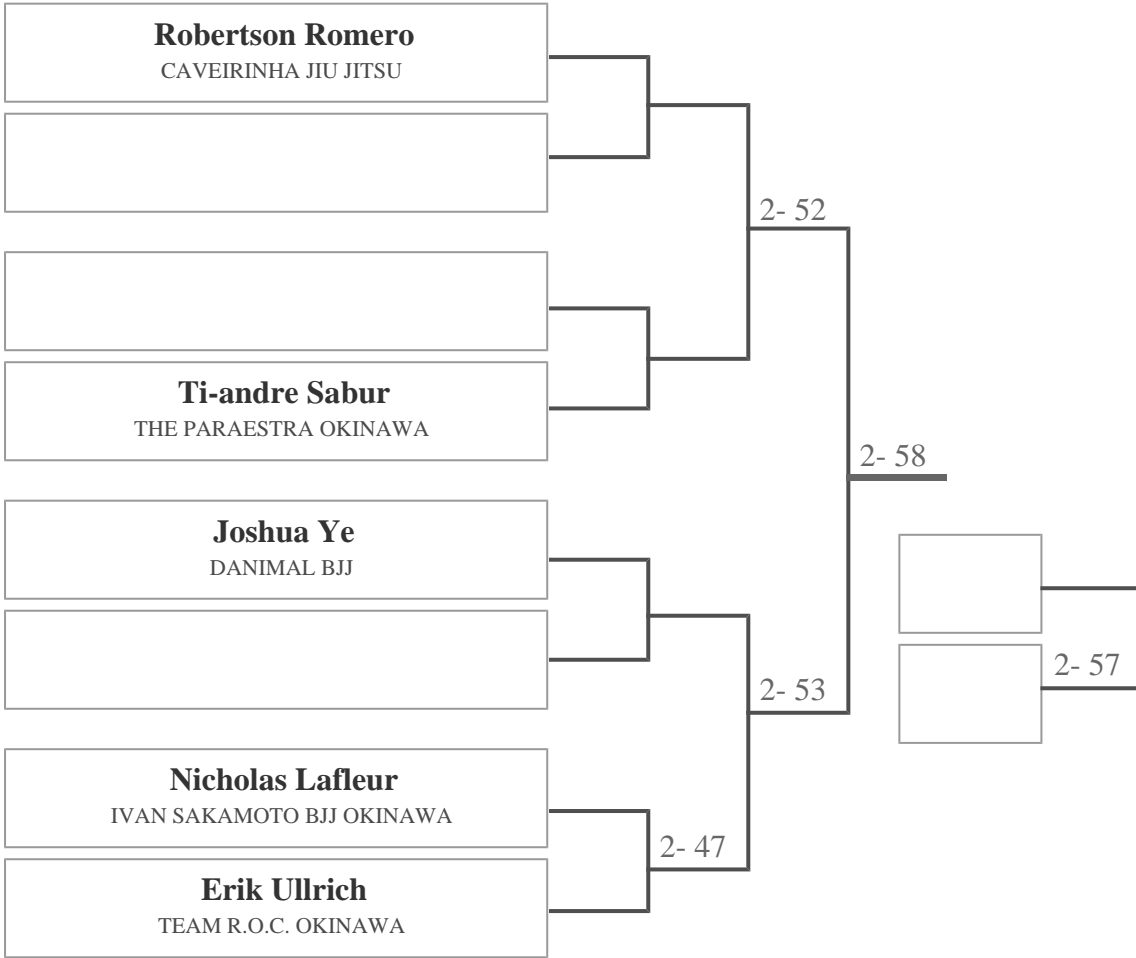 Robertson Romero
CAVEIRINHA JIU JITSU
2- 52
Ti-andre Sabur
THE PARAESTRA OKINAWA
2- 58
Joshua Ye
DANIMAL BJJ
2- 57
2- 53
Nicholas Lafleur
IVAN SAKAMOTO BJJ OKINAWA
2- 47
Erik Ullrich
TEAM R.O.C. OKINAWA